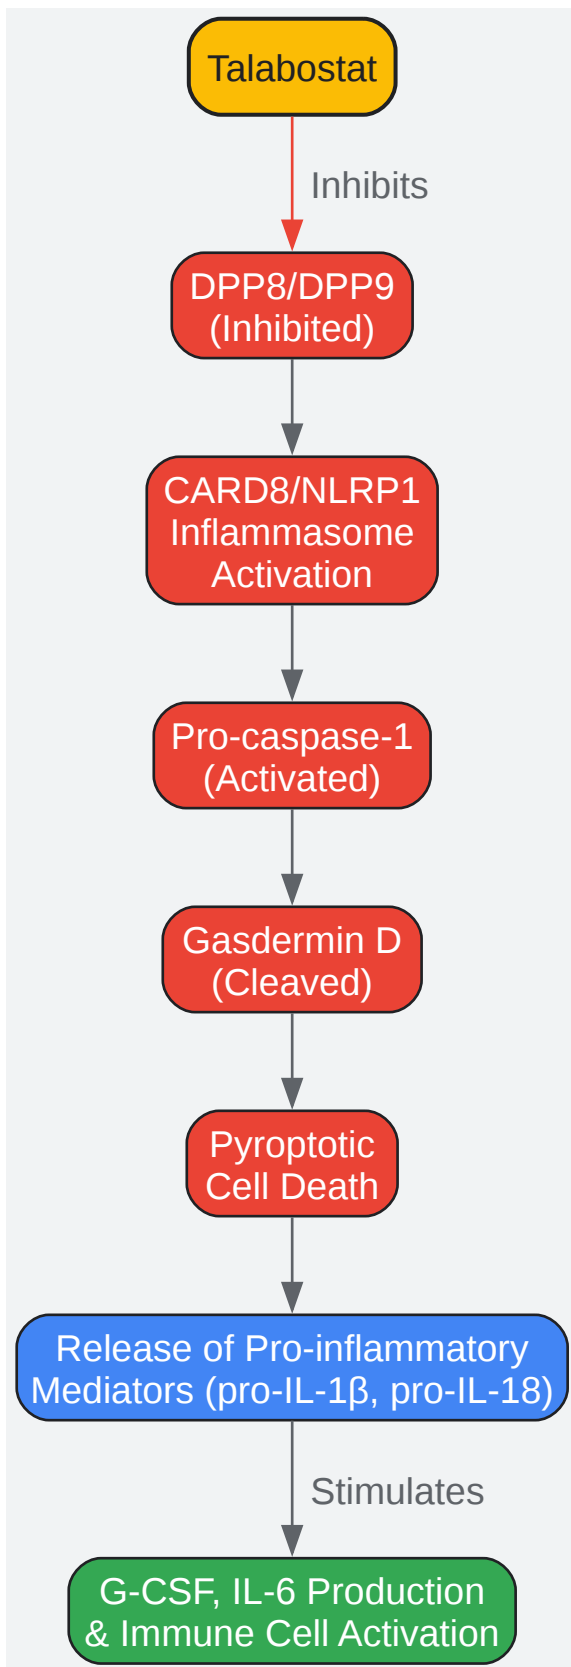 Talabostat
Inhibits
DPP8/DPP9
(Inhibited)
CARD8/NLRP1
Inflammasome
Activation
Pro-caspase-1
(Activated)
Gasdermin D
(Cleaved)
Pyroptotic
Cell Death
Release of Pro-inflammatory
Mediators (pro-IL-1β, pro-IL-18)
Stimulates
G-CSF, IL-6 Production
& Immune Cell Activation